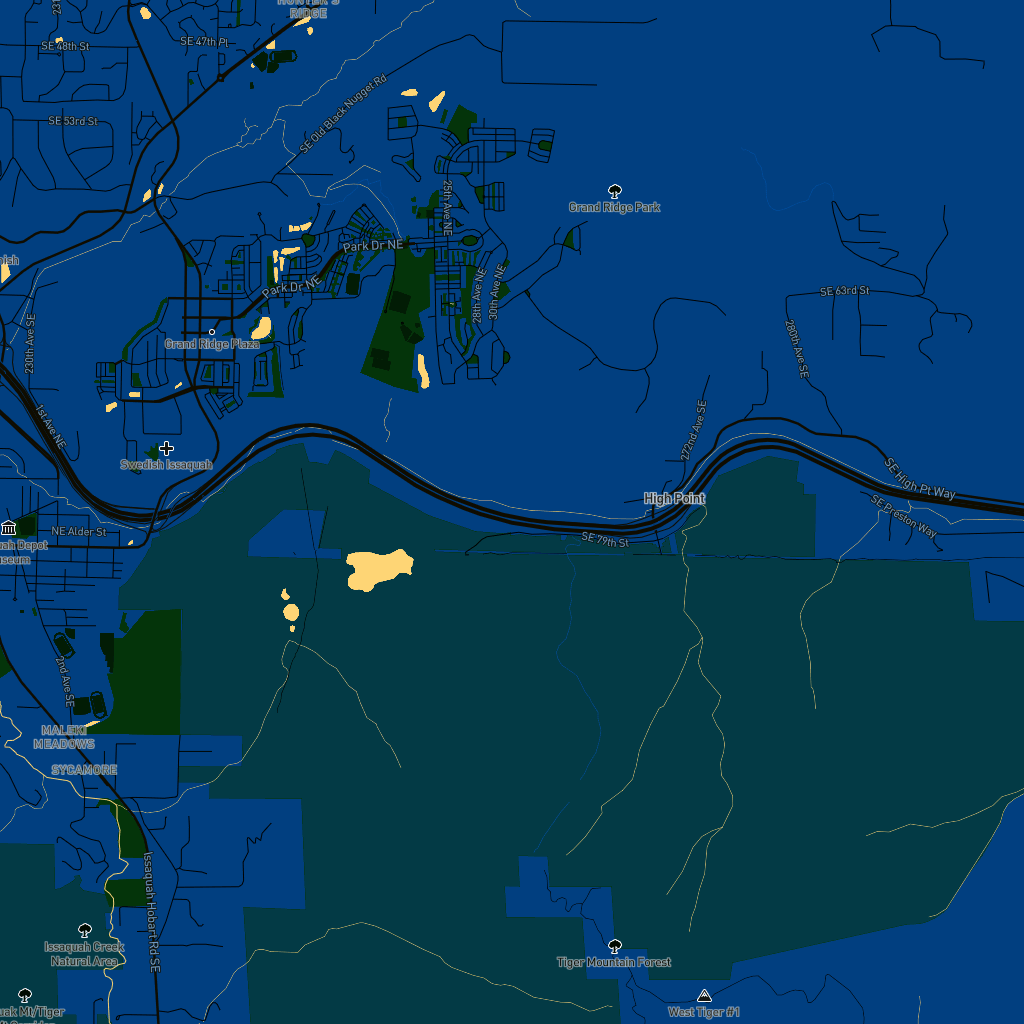 HUNTER'S
RIDGE
SE 48th St
SE 47th Pl
SE Old Black Nugget Rd
SE 53rd St
25th Ave NE
Grand Ridge Park
Park Dr NE
Park Dr NE
28th Ave NE
30th Ave NE
SE 63rd St
230th Ave SE
Grand Ridge Plaza
280th Ave SE
1st Ave NE
272nd Ave SE
Swedish Issaquah
SE High Pt Way
High Point
SE Preston Way
NE Alder St
SE 79th St
Depot
2nd Ave SE
MALEKI
MEADOWS
SYCAMORE
Issaquah Hobart Rd SE
Issaquah Creek
Natural Area
Tiger Mountain Forest
Mt/Tiger
West Tiger #1